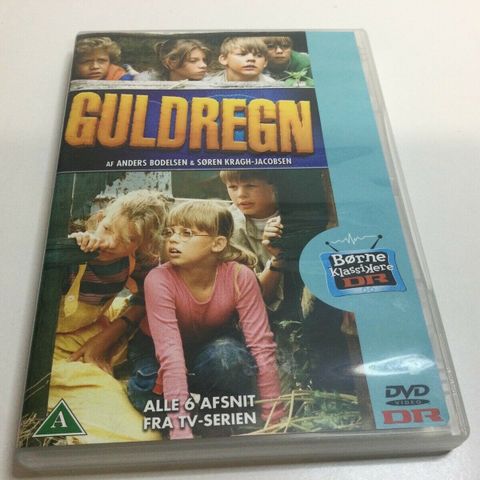 GULDREGN
AF ANDERS BODELSEN & SØREN KRAGH-JACOBSEN
Børne
Klassikere
DR
ALLE 6 AFSNIT
FRA TV-SERIEN
A
DVD
VIDEO
DR